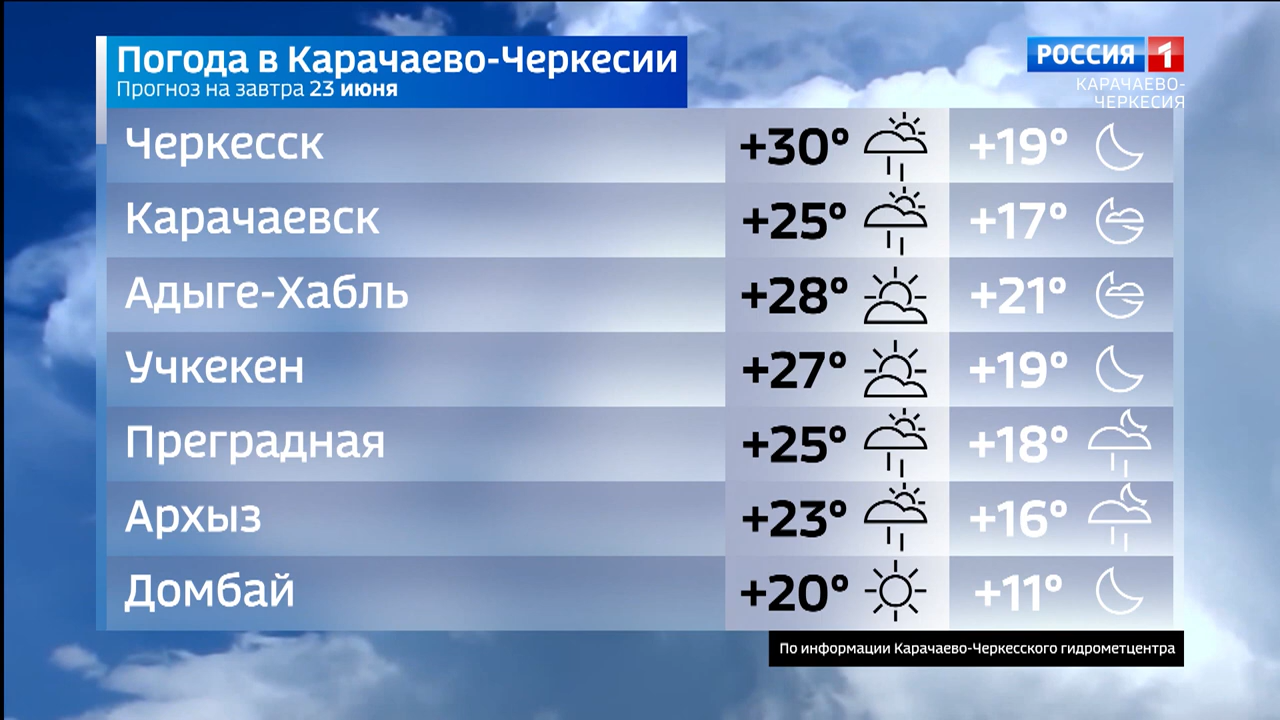 Погода в Карачаево-Черкесии
Прогноз на завтра 23 июня
РОССИЯ 1
КАРАЧАЕВО-
ЧЕРКЕСИЯ
Черкесск +30° +19°
Карачаевск +25° +17°
Адыге-Хабль +28° +21°
Учкекен +27° +19°
Преградная +25° +18°
Архыз +23° +16°
Домбай +20° +11°
По информации Карачаево-Черкесского гидрометцентра